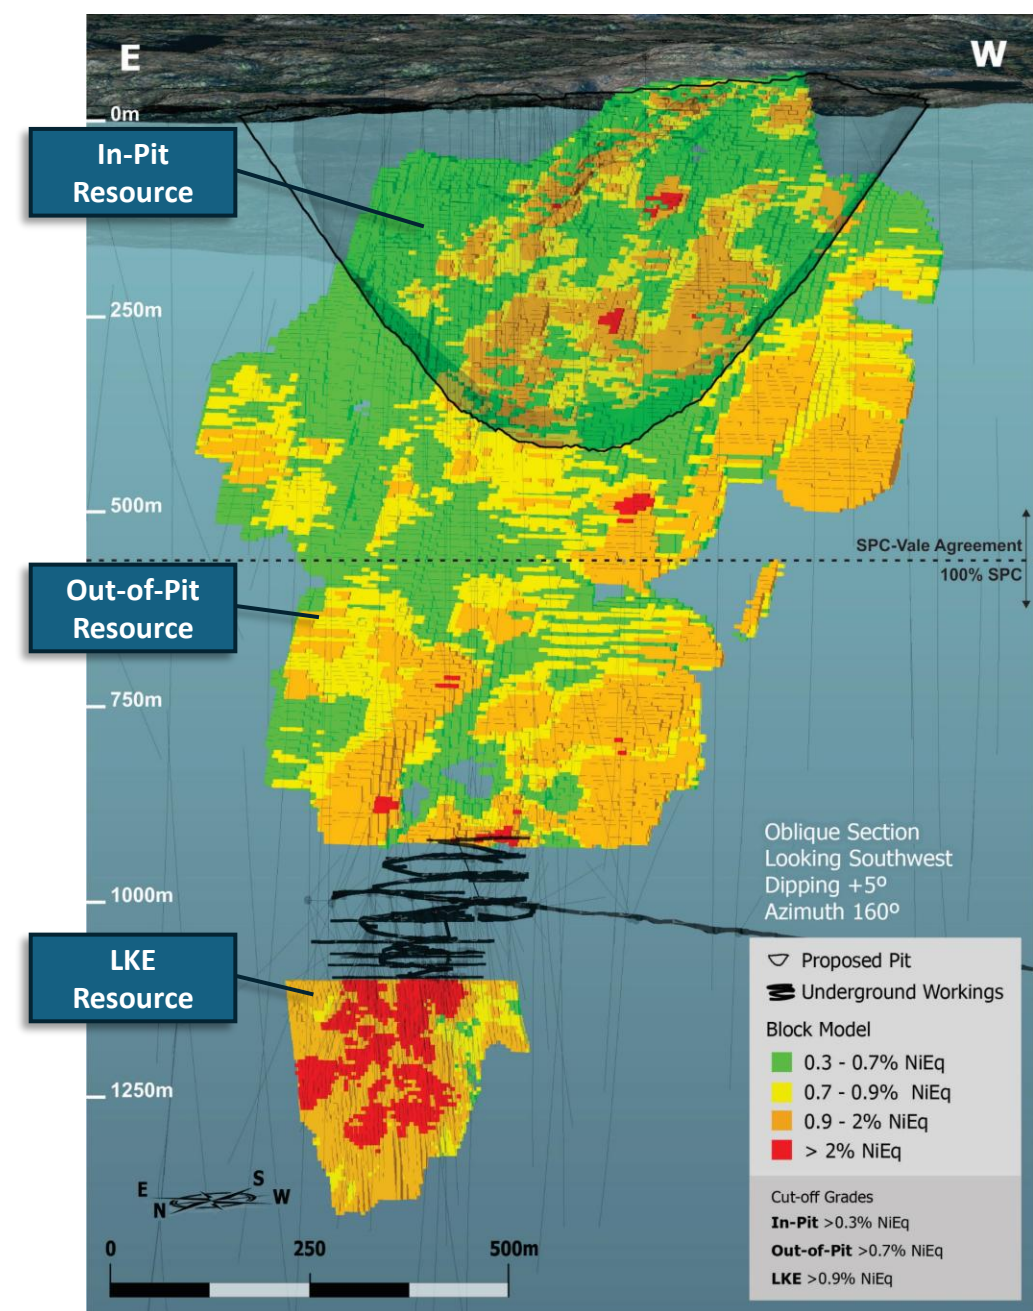 E
W
0m
In-Pit
Resource
250m
500m
SPC-Vale Agreement
100% SPC
Out-of-Pit
Resource
750m
Oblique Section
Looking Southwest
Dipping +5º
Azimuth 160º
1000m
LKE
Resource
Proposed Pit
Underground Workings
Block Model
0.3 - 0.7% NiEq
0.7 - 0.9% NiEq
0.9 - 2% NiEq
> 2% NiEq
1250m
E
S
N
W
Cut-off Grades
In-Pit >0.3% NiEq
Out-of-Pit >0.7% NiEq
LKE >0.9% NiEq
0
250
500m